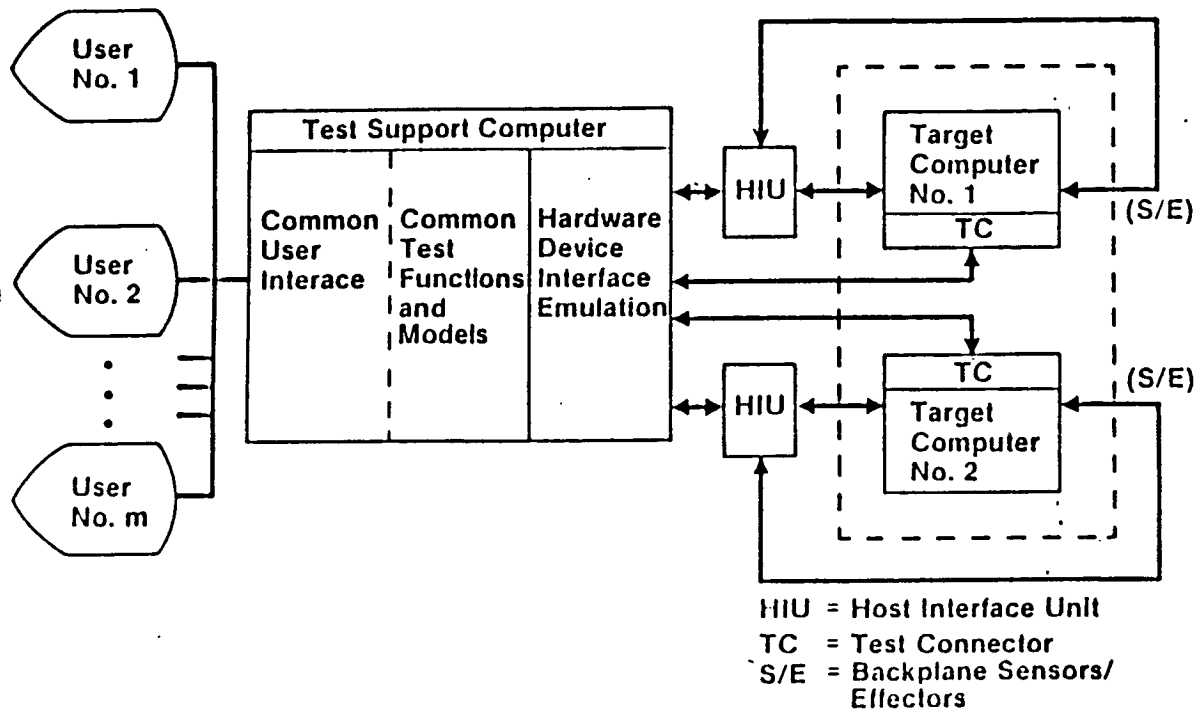 User
No. 1
User
No. 2
User
No. m
Test Support Computer
Common
User
Interace
Common
Test
Functions
and
Models
Hardware
Device
Interface
Emulation
HIU
HIU
Target
Computer
No. 1
TC
(S/E)
TC
Target
Computer
No. 2
(S/E)
HIU = Host Interface Unit
TC = Test Connector
S/E = Backplane Sensors/
Effectors